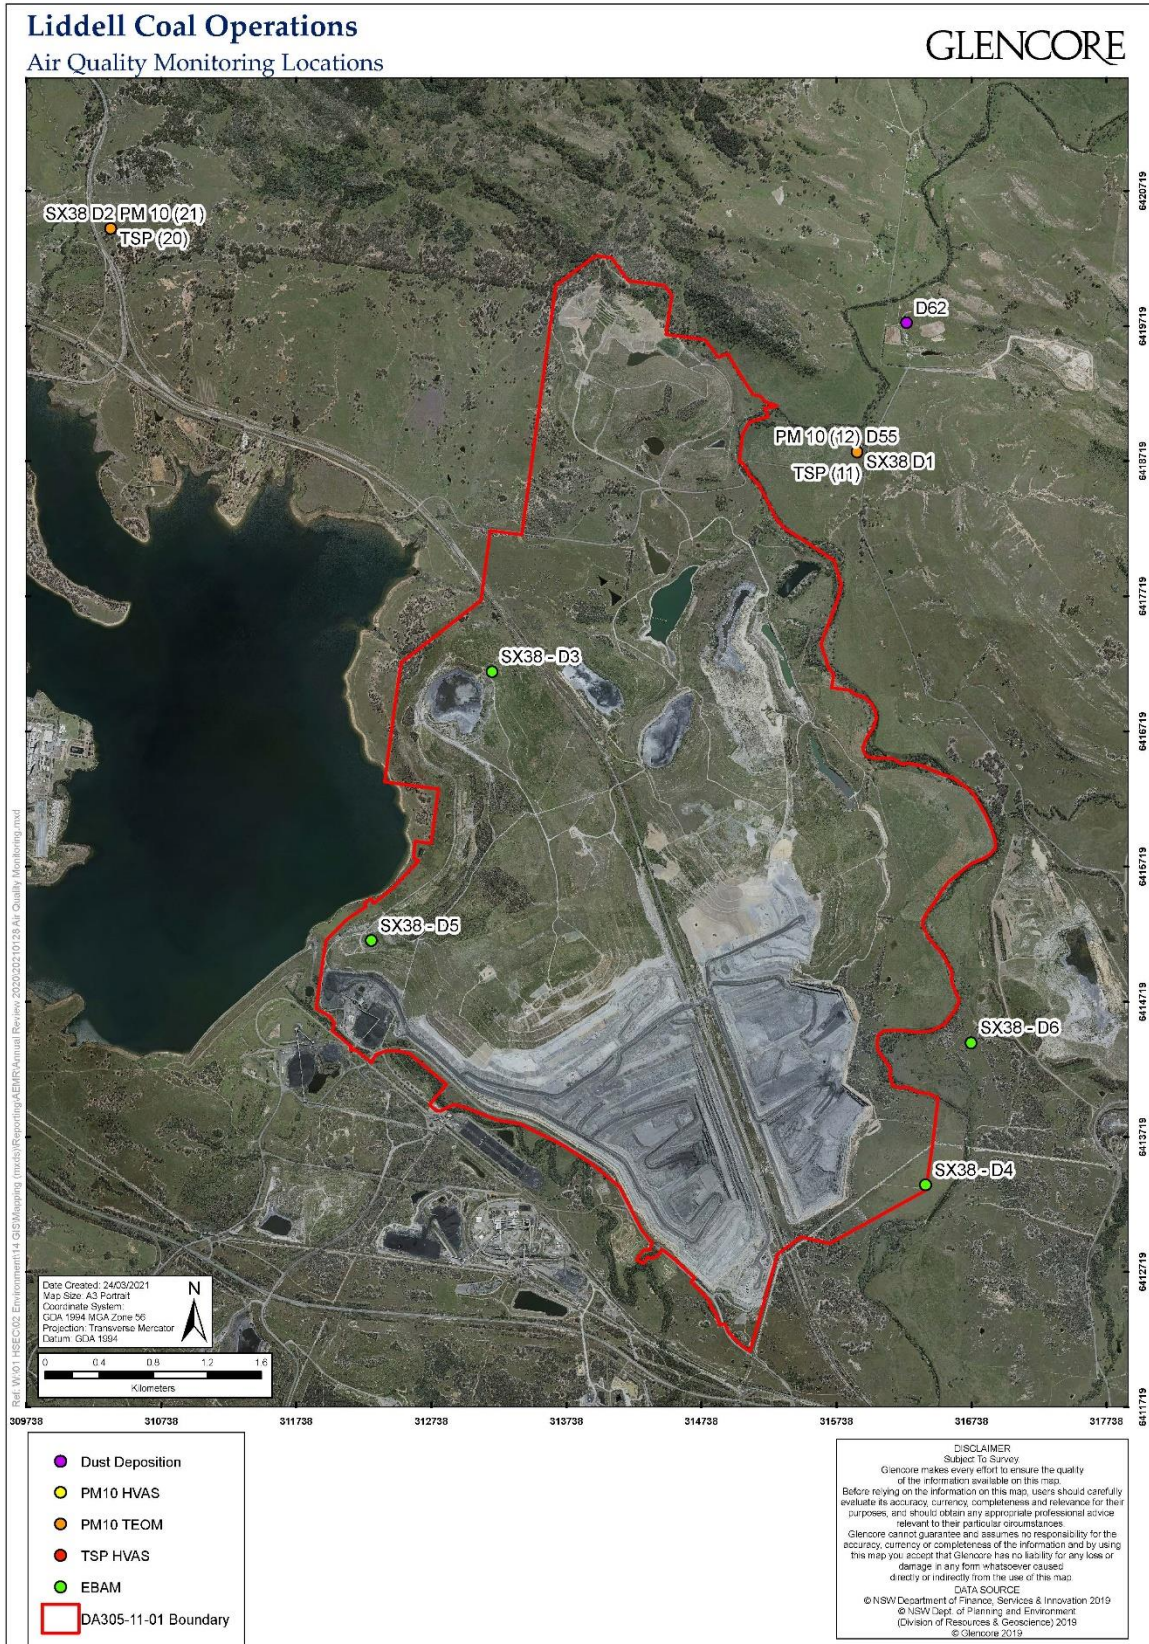 Liddell Coal Operations
Air Quality Monitoring Locations
GLENCORE
6420719
SX38 D2 PM 10 (21)
TSP (20)
D62
6419719
PM 10 (12) D55
TSP (11)
SX38 D1
6418719
6417719
SX38 - D3
6416719
6415719
SX38 - D5
6414719
SX38 - D6
6413719
SX38 - D4
6412719
6411719
Date Created: 24/03/2021
Map Size: A3 Portrait
Coordinate System:
GDA 1994 MGA Zone 56
Projection: Transverse Mercator
Datum: GDA 1994
N
0 0.4 0.8 1.2 1.6
Kilometers
309738 310738 311738 312738 313738 314738 315738 316738 317738
Dust Deposition
PM10 HVAS
PM10 TEOM
TSP HVAS
EBAM
DA305-11-01 Boundary
DISCLAIMER
Subject To Survey
Glencore makes every effort to ensure the quality
of the information available on this map.
Before relying on the information on this map, users should carefully
evaluate its accuracy, currency, completeness and relevance for their
purposes, and should obtain any appropriate professional advice
relevant to their particular circumstances.
Glencore cannot guarantee and assumes no responsibility for the
accuracy, currency or completeness of the information and by using
this map you accept that Glencore has no liability for any loss or
damage in any form whatsoever caused
directly or indirectly from the use of this map.
DATA SOURCE
© NSW Department of Finance, Services & Innovation 2019
© NSW Dept. of Planning and Environment
(Division of Resources & Geoscience) 2019
© Glencore 2019